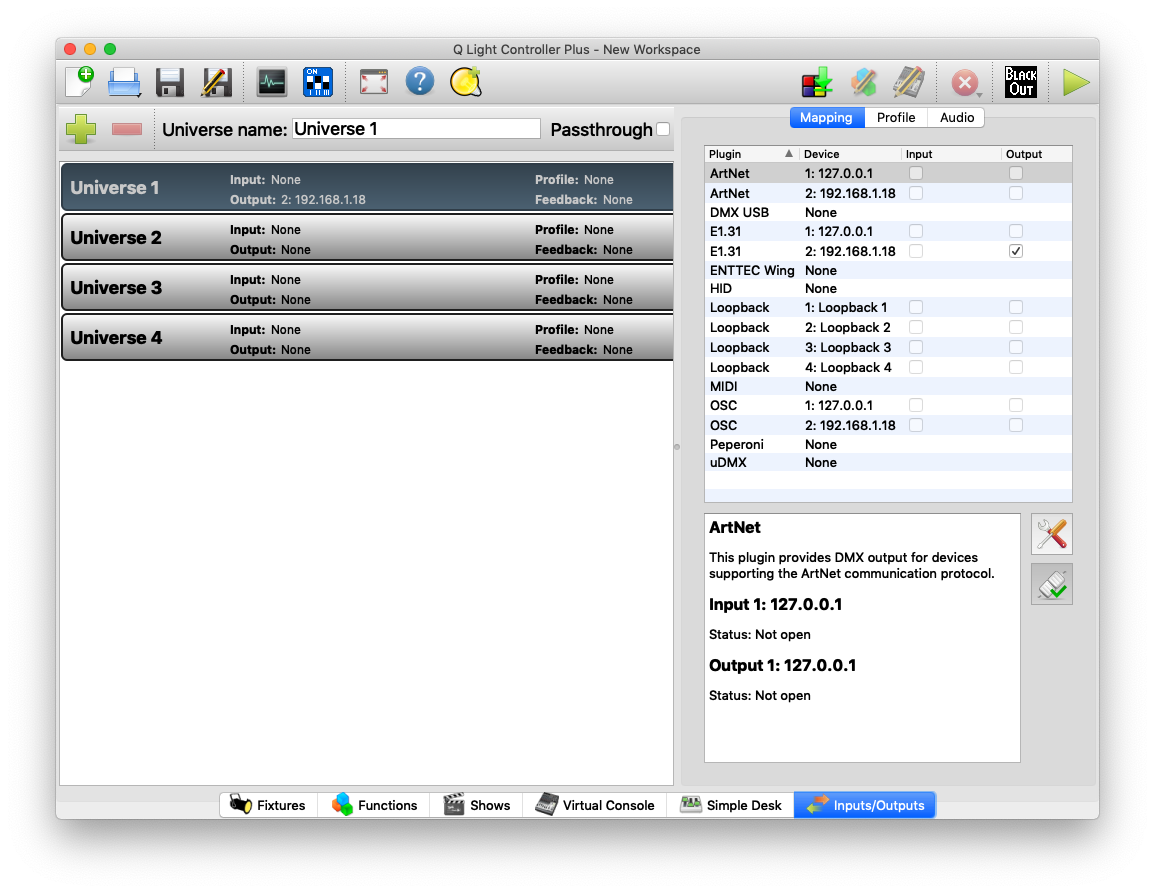 Q Light Controller Plus - New Workspace
ON
BLACK
OUT
Universe name: Universe 1 Passthrough
Mapping Profile Audio
Universe 1 Input: None Profile: None
Output: 2: 192.168.1.18 Feedback: None
Universe 2 Input: None Profile: None
Output: None Feedback: None
Universe 3 Input: None Profile: None
Output: None Feedback: None
Universe 4 Input: None Profile: None
Output: None Feedback: None
Plugin Device Input Output
ArtNet 1: 127.0.0.1
ArtNet 2: 192.168.1.18
DMX USB None
E1.31 1: 127.0.0.1
E1.31 2: 192.168.1.18
ENTTEC Wing None
HID None
Loopback 1: Loopback 1
Loopback 2: Loopback 2
Loopback 3: Loopback 3
Loopback 4: Loopback 4
MIDI None
OSC 1: 127.0.0.1
OSC 2: 192.168.1.18
Peperoni None
uDMX None
ArtNet
This plugin provides DMX output for devices
supporting the ArtNet communication protocol.
Input 1: 127.0.0.1
Status: Not open
Output 1: 127.0.0.1
Status: Not open
Fixtures Functions Shows Virtual Console Simple Desk Inputs/Outputs